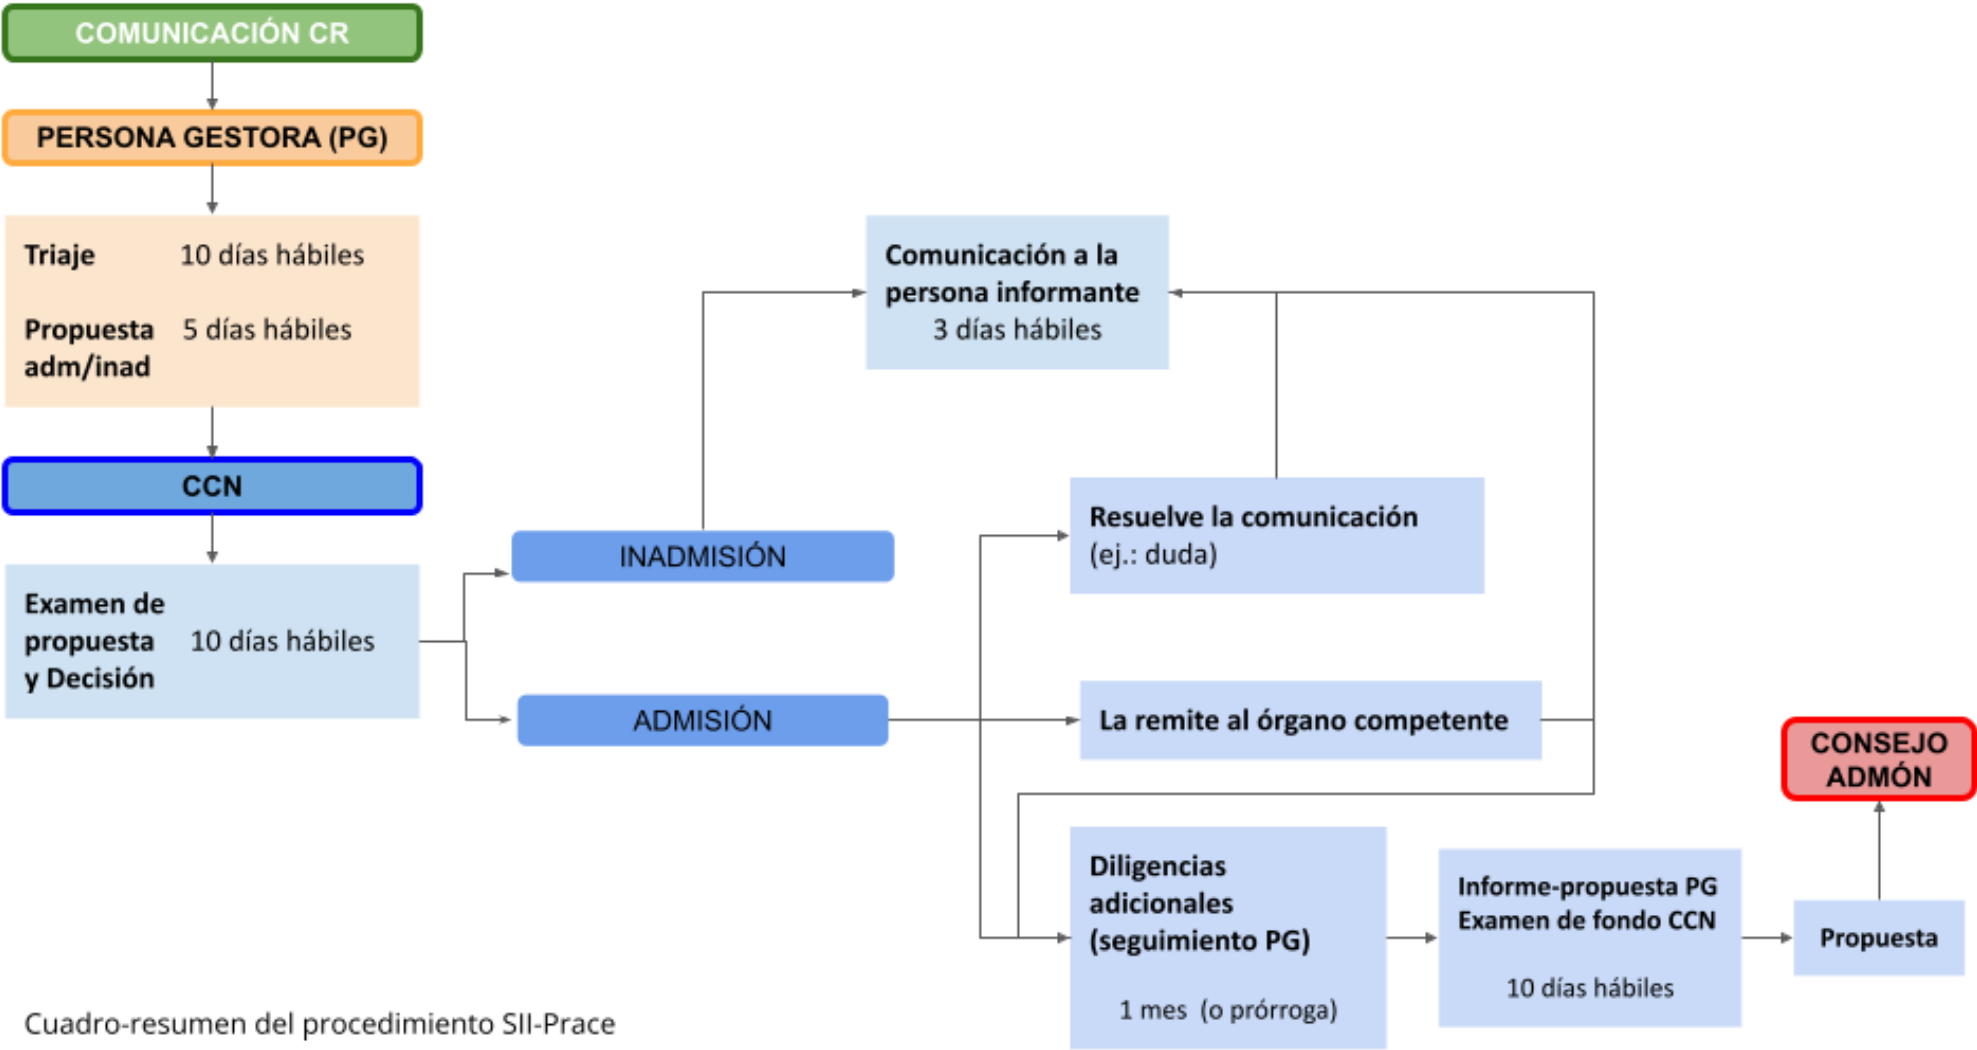 COMUNICACIÓN CR
PERSONA GESTORA (PG)
Triaje 10 días hábiles
Propuesta 5 días hábiles
adm/inad
CCN
Examen de
propuesta 10 días hábiles
y Decisión
INADMISIÓN
ADMISIÓN
Comunicación a la
persona informante
3 días hábiles
Resuelve la comunicación
(ej.: duda)
La remite al órgano competente
Diligencias
adicionales
(seguimiento PG)
1 mes (o prórroga)
Informe-propuesta PG
Examen de fondo CCN
10 días hábiles
Propuesta
CONSEJO
ADMÓN
Cuadro-resumen del procedimiento SII-Prace